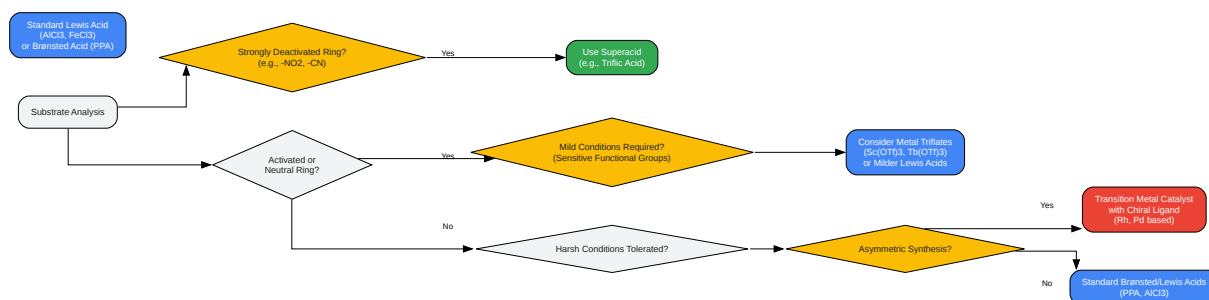 Standard Lewis Acid
(AlCl3, FeCl3)
or Brønsted Acid (PPA)
Strongly Deactivated Ring?
(e.g., -NO2, -CN)
Yes
Use Superacid
(e.g., Triflic Acid)
Substrate Analysis
Activated or
Neutral Ring?
Yes
Mild Conditions Required?
(Sensitive Functional Groups)
Consider Metal Triflates
(Sc(OTf)3, Tb(OTf)3)
or Milder Lewis Acids
No
Harsh Conditions Tolerated?
Asymmetric Synthesis?
Yes
Transition Metal Catalyst
with Chiral Ligand
(Rh, Pd based)
No
Standard Brønsted/Lewis Acids
(PPA, AlCl3)